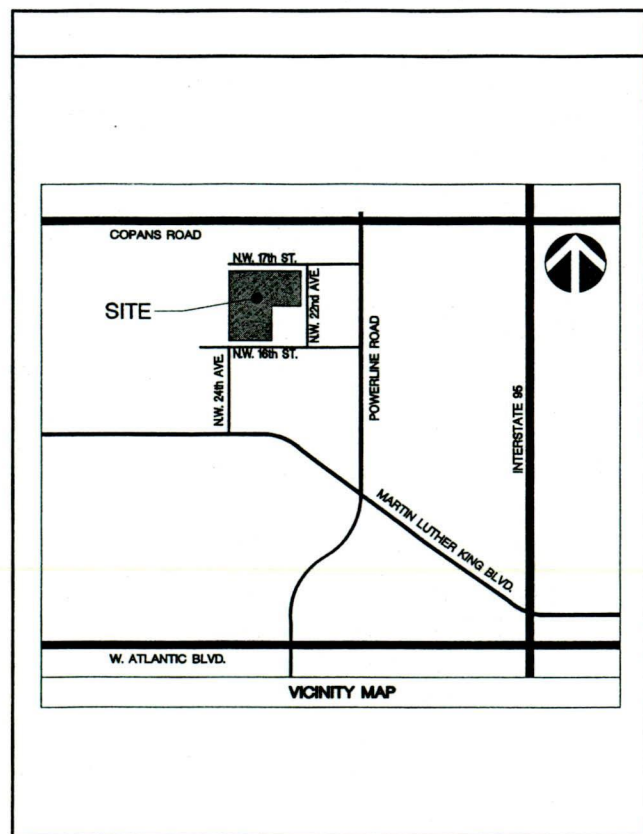 COPANS ROAD
N.W. 17th ST.
N.W. 22nd AVE.
SITE
N.W. 16th ST.
N.W. 24th AVE.
POWERLINE ROAD
INTERSTATE 95
MARTIN LUTHER KING BLVD.
W. ATLANTIC BLVD.
VICINITY MAP